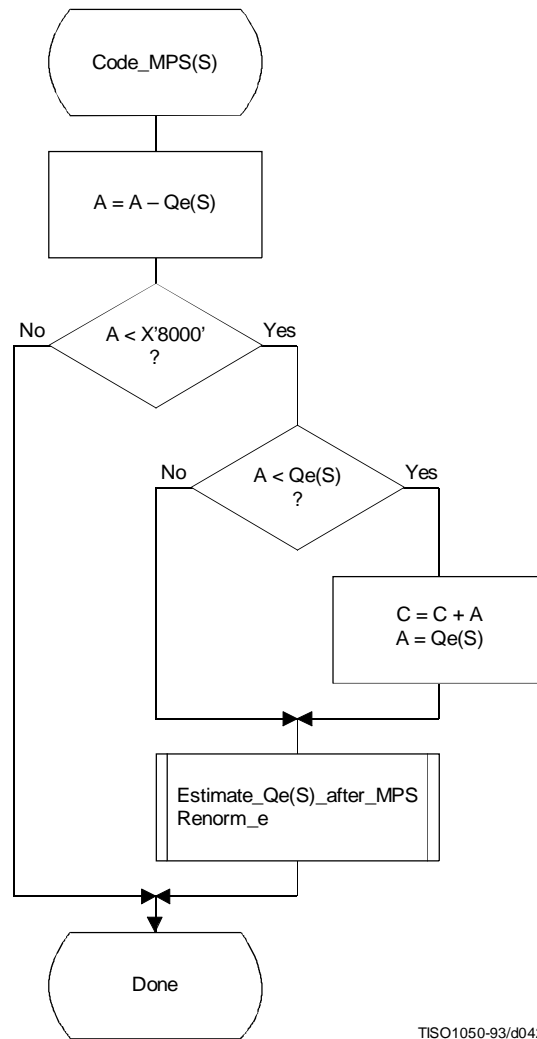 Code_MPS(S)
A = A – Qe(S)
No
A < X'8000'
?
Yes
No
A < Qe(S)
?
Yes
C = C + A
A = Qe(S)
Estimate_Qe(S)_after_MPS
Renorm_e
Done